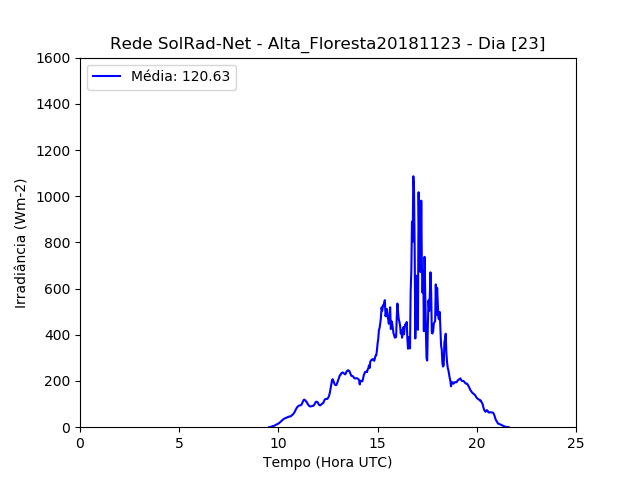 Rede SolRad-Net - Alta_Floresta20181123 - Dia [23]
Média: 120.63
1600
1400
1200
1000
800
600
400
200
0
Irradiância (Wm-2)
0 5 10 15 20 25
Tempo (Hora UTC)